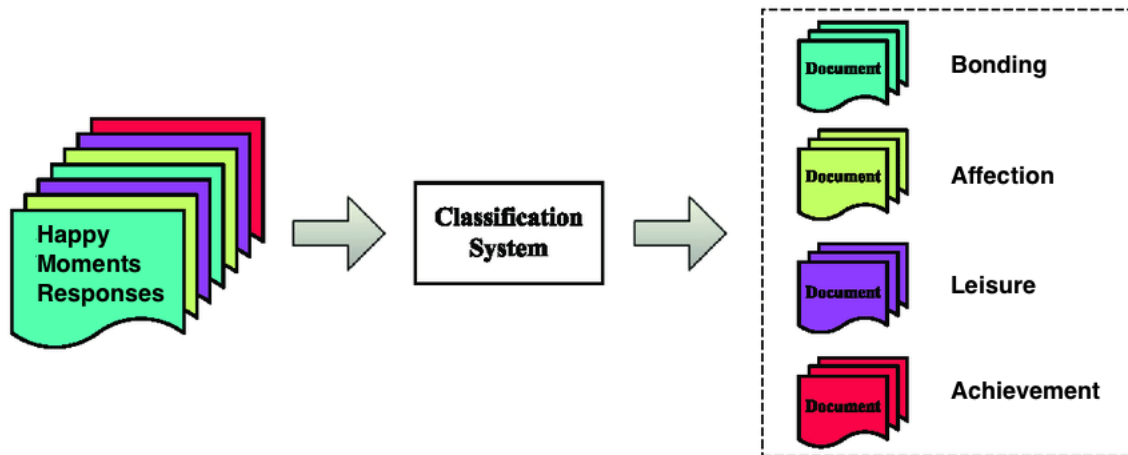 Happy
Moments
Responses
Classification
System
Document
Bonding
Document
Affection
Document
Leisure
Document
Achievement